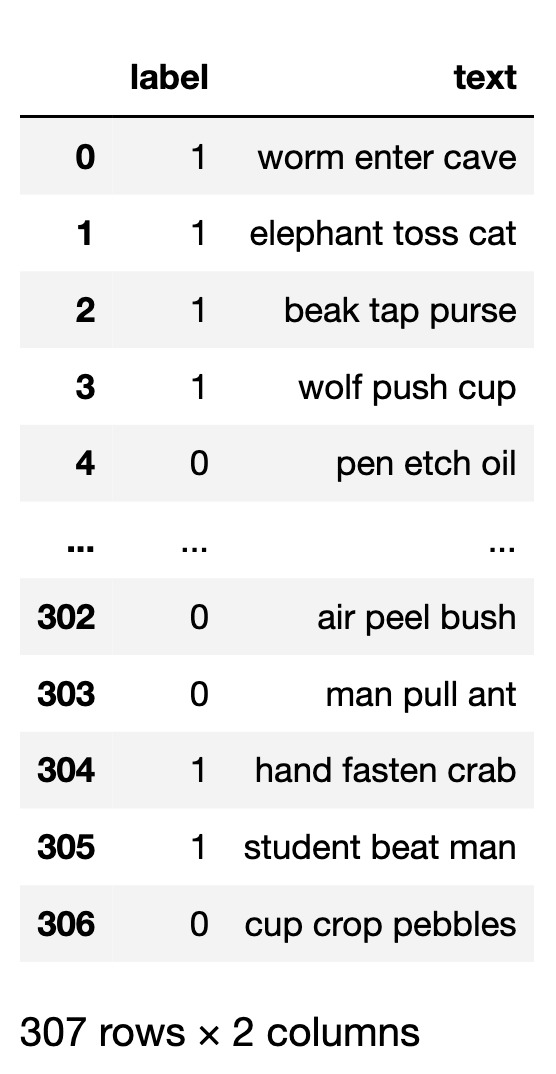 label text
0 1 worm enter cave
1 1 elephant toss cat
2 1 beak tap purse
3 1 wolf push cup
4 0 pen etch oil
... ... ...
302 0 air peel bush
303 0 man pull ant
304 1 hand fasten crab
305 1 student beat man
306 0 cup crop pebbles
307 rows × 2 columns